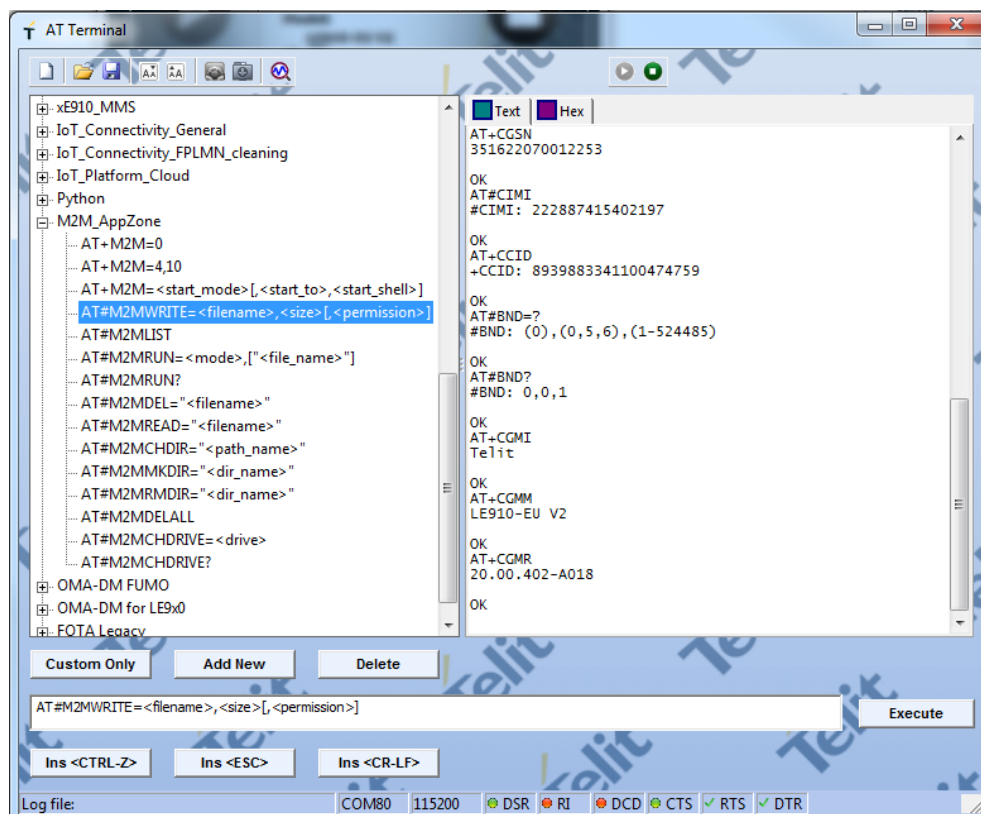 AT Terminal
xE910_MMS
IoT_Connectivity_General
IoT_Connectivity_FPLMN_cleaning
IoT_Platform_Cloud
Python
M2M_AppZone
AT+M2M=0
AT+M2M=4,10
AT+M2M=<start_mode>[,<start_to>,<start_shell>]
AT#M2MWRITE=<filename>,<size>[,<permission>]
AT#M2MLIST
AT#M2MRUN=<mode>,["<file_name>"]
AT#M2MRUN?
AT#M2MDEL="<filename>"
AT#M2MREAD="<filename>"
AT#M2MCHDIR="<path_name>"
AT#M2MMKDIR="<dir_name>"
AT#M2MRMDIR="<dir_name>"
AT#M2MDELALL
AT#M2MCHDRIVE=<drive>
AT#M2MCHDRIVE?
OMA-DM FUMO
OMA-DM for LE9x0
FOTA Legacy
Text Hex
AT+CGSN
351622070012253
OK
AT#CIMI
#CIMI: 222887415402197
OK
AT+CCID
+CCID: 8939883341100474759
OK
AT#BND=?
#BND: (0),(0,5,6),(1-524485)
OK
AT#BND?
#BND: 0,0,1
OK
AT+CGMI
Telit
OK
AT+CGMM
LE910-EU V2
OK
AT+CGMR
20.00.402-A018
OK
Custom Only Add New Delete
AT#M2MWRITE=<filename>,<size>[,<permission>]
Execute
Ins <CTRL-Z> Ins <ESC> Ins <CR-LF>
Log file: COM80 115200 DSR RI DCD CTS RTS DTR
Telit